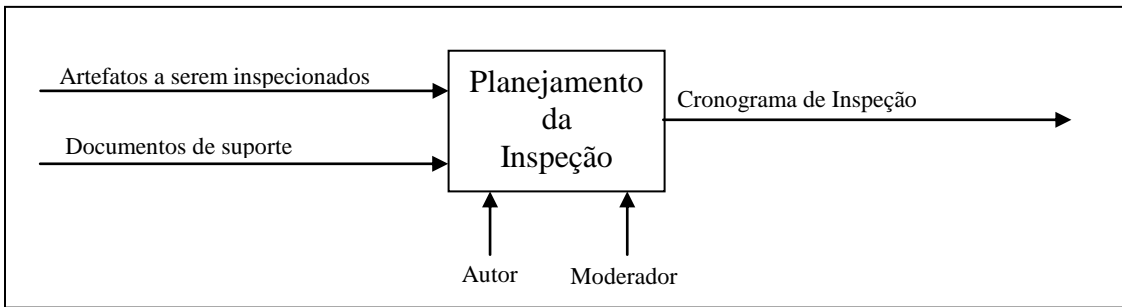 Artefatos a serem inspecionados
Documentos de suporte
Planejamento
da
Inspeção
Cronograma de Inspeção
Autor
Moderador